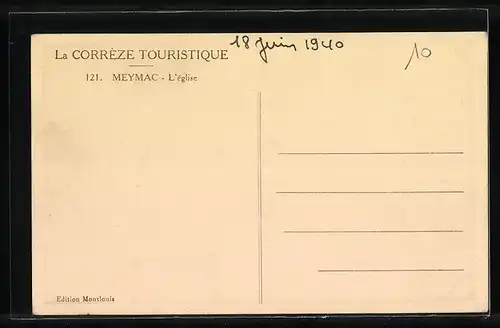 La CORRÈZE TOURISTIQUE
18 Juin 1940
10
121. MEYMAC - L'église
Edition Montlouis